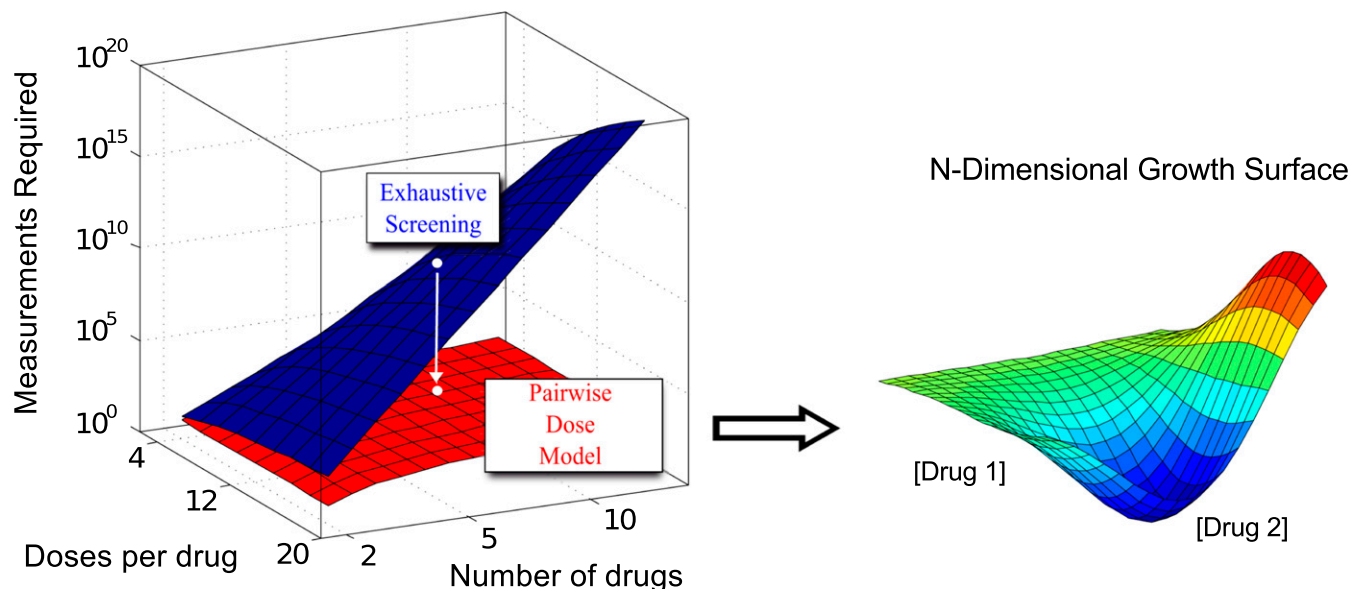 10^20
10^15
10^10
10^5
10^0
Measurements Required
Exhaustive
Screening
Pairwise
Dose
Model
4
12
20
Doses per drug
2
5
10
Number of drugs
N-Dimensional Growth Surface
[Drug 1]
[Drug 2]